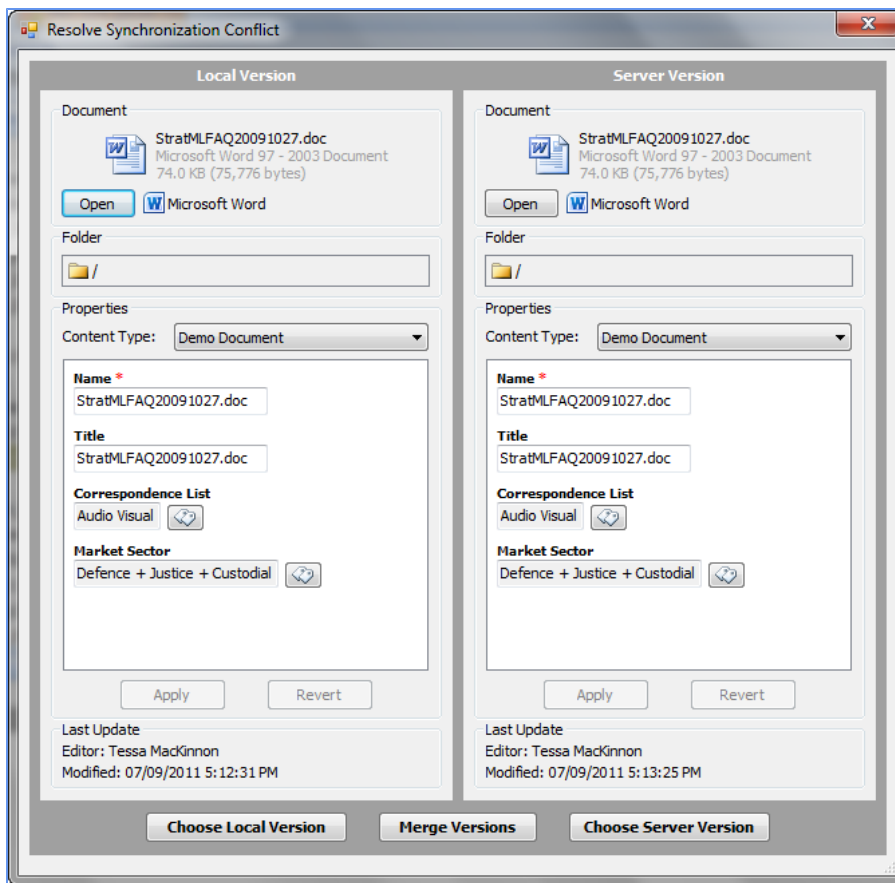 Resolve Synchronization Conflict
Local Version
Document
StratMLFAQ20091027.doc
Microsoft Word 97 - 2003 Document
74.0 KB (75,776 bytes)
Open
Microsoft Word
Folder
/
Properties
Content Type: Demo Document
Name *
StratMLFAQ20091027.doc
Title
StratMLFAQ20091027.doc
Correspondence List
Audio Visual
Market Sector
Defence + Justice + Custodial
Apply Revert
Last Update
Editor: Tessa MacKinnon
Modified: 07/09/2011 5:12:31 PM
Server Version
Document
StratMLFAQ20091027.doc
Microsoft Word 97 - 2003 Document
74.0 KB (75,776 bytes)
Open
Microsoft Word
Folder
/
Properties
Content Type: Demo Document
Name *
StratMLFAQ20091027.doc
Title
StratMLFAQ20091027.doc
Correspondence List
Audio Visual
Market Sector
Defence + Justice + Custodial
Apply Revert
Last Update
Editor: Tessa MacKinnon
Modified: 07/09/2011 5:13:25 PM
Choose Local Version Merge Versions Choose Server Version